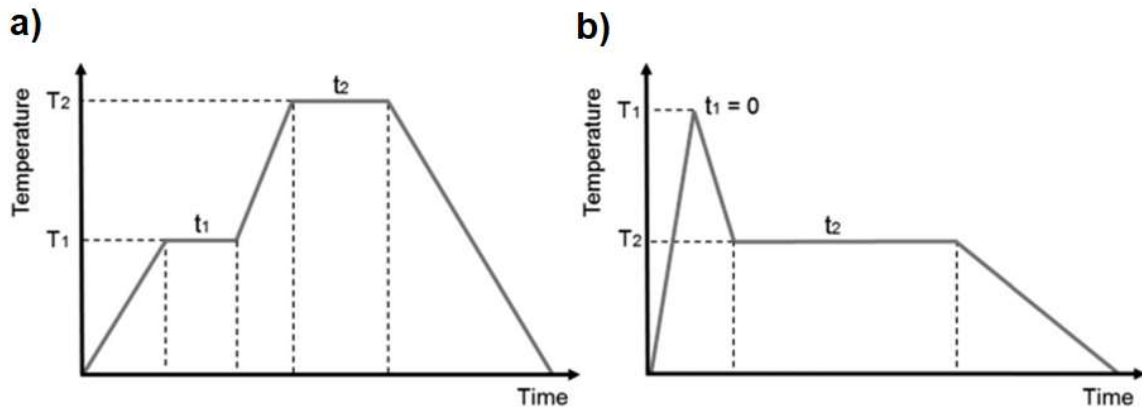 a)
Temperature
T₂
T₁
t₁
t₂
Time
b)
Temperature
T₁
T₂
t₁ = 0
t₂
Time